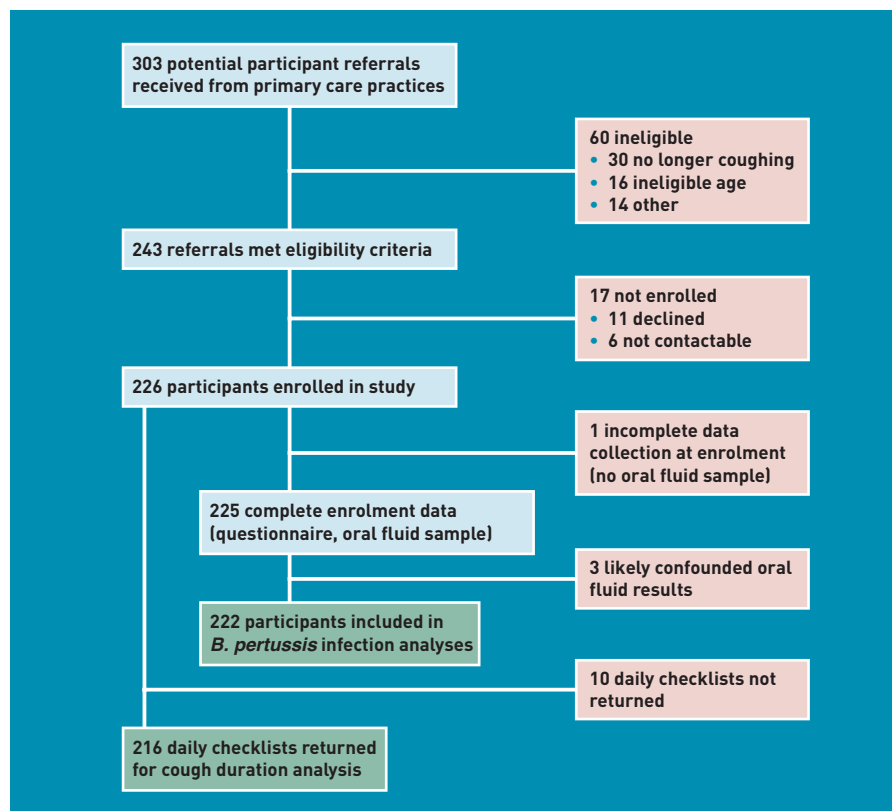 303 potential participant referrals
received from primary care practices
60 ineligible
• 30 no longer coughing
• 16 ineligible age
• 14 other
243 referrals met eligibility criteria
17 not enrolled
• 11 declined
• 6 not contactable
226 participants enrolled in study
1 incomplete data
collection at enrolment
(no oral fluid sample)
225 complete enrolment data
(questionnaire, oral fluid sample)
3 likely confounded oral
fluid results
222 participants included in
B. pertussis infection analyses
10 daily checklists not
returned
216 daily checklists returned
for cough duration analysis